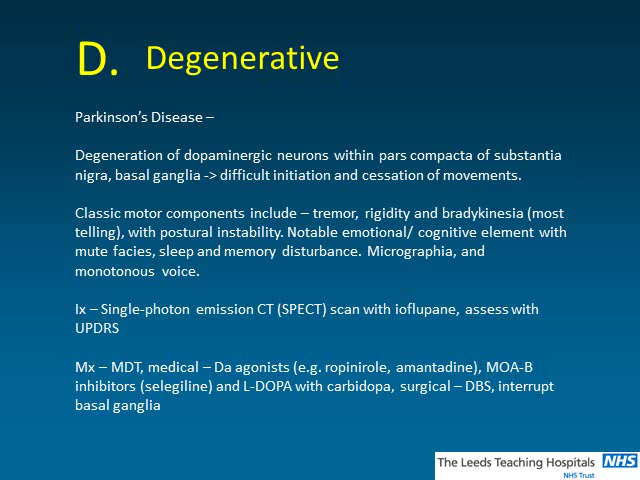 D. Degenerative
Parkinson’s Disease –
Degeneration of dopaminergic neurons within pars compacta of substantia
nigra, basal ganglia -> difficult initiation and cessation of movements.
Classic motor components include – tremor, rigidity and bradykinesia (most
telling), with postural instability. Notable emotional/ cognitive element with
mute facies, sleep and memory disturbance. Micrographia, and
monotonous voice.
Ix – Single-photon emission CT (SPECT) scan with ioflupane, assess with
UPDRS
Mx – MDT, medical – Da agonists (e.g. ropinirole, amantadine), MOA-B
inhibitors (selegiline) and L-DOPA with carbidopa, surgical – DBS, interrupt
basal ganglia
The Leeds Teaching Hospitals NHS
NHS Trust